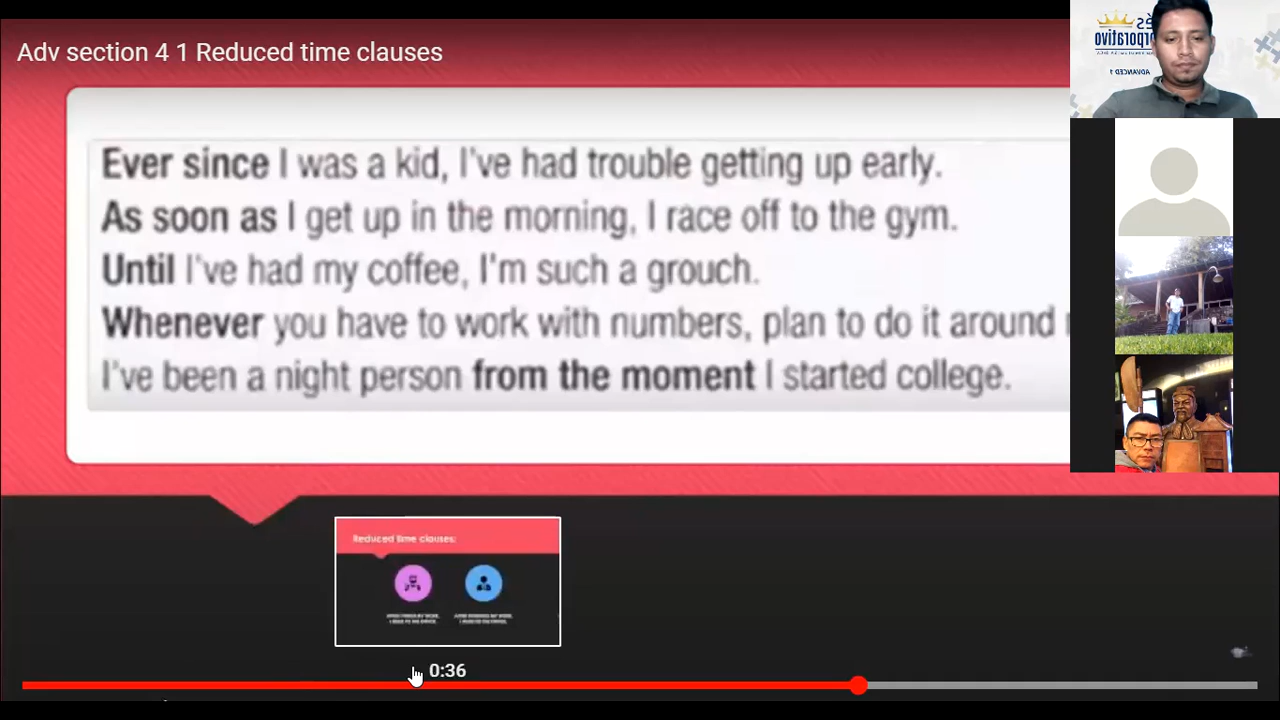 Adv section 4 1 Reduced time clauses
Ever since I was a kid, I've had trouble getting up early.
As soon as I get up in the morning, I race off to the gym.
Until I've had my coffee, I'm such a grouch.
Whenever you have to work with numbers, plan to do it around
I've been a night person from the moment I started college.
Reduced time clauses:
0:36
ADVANCED 1